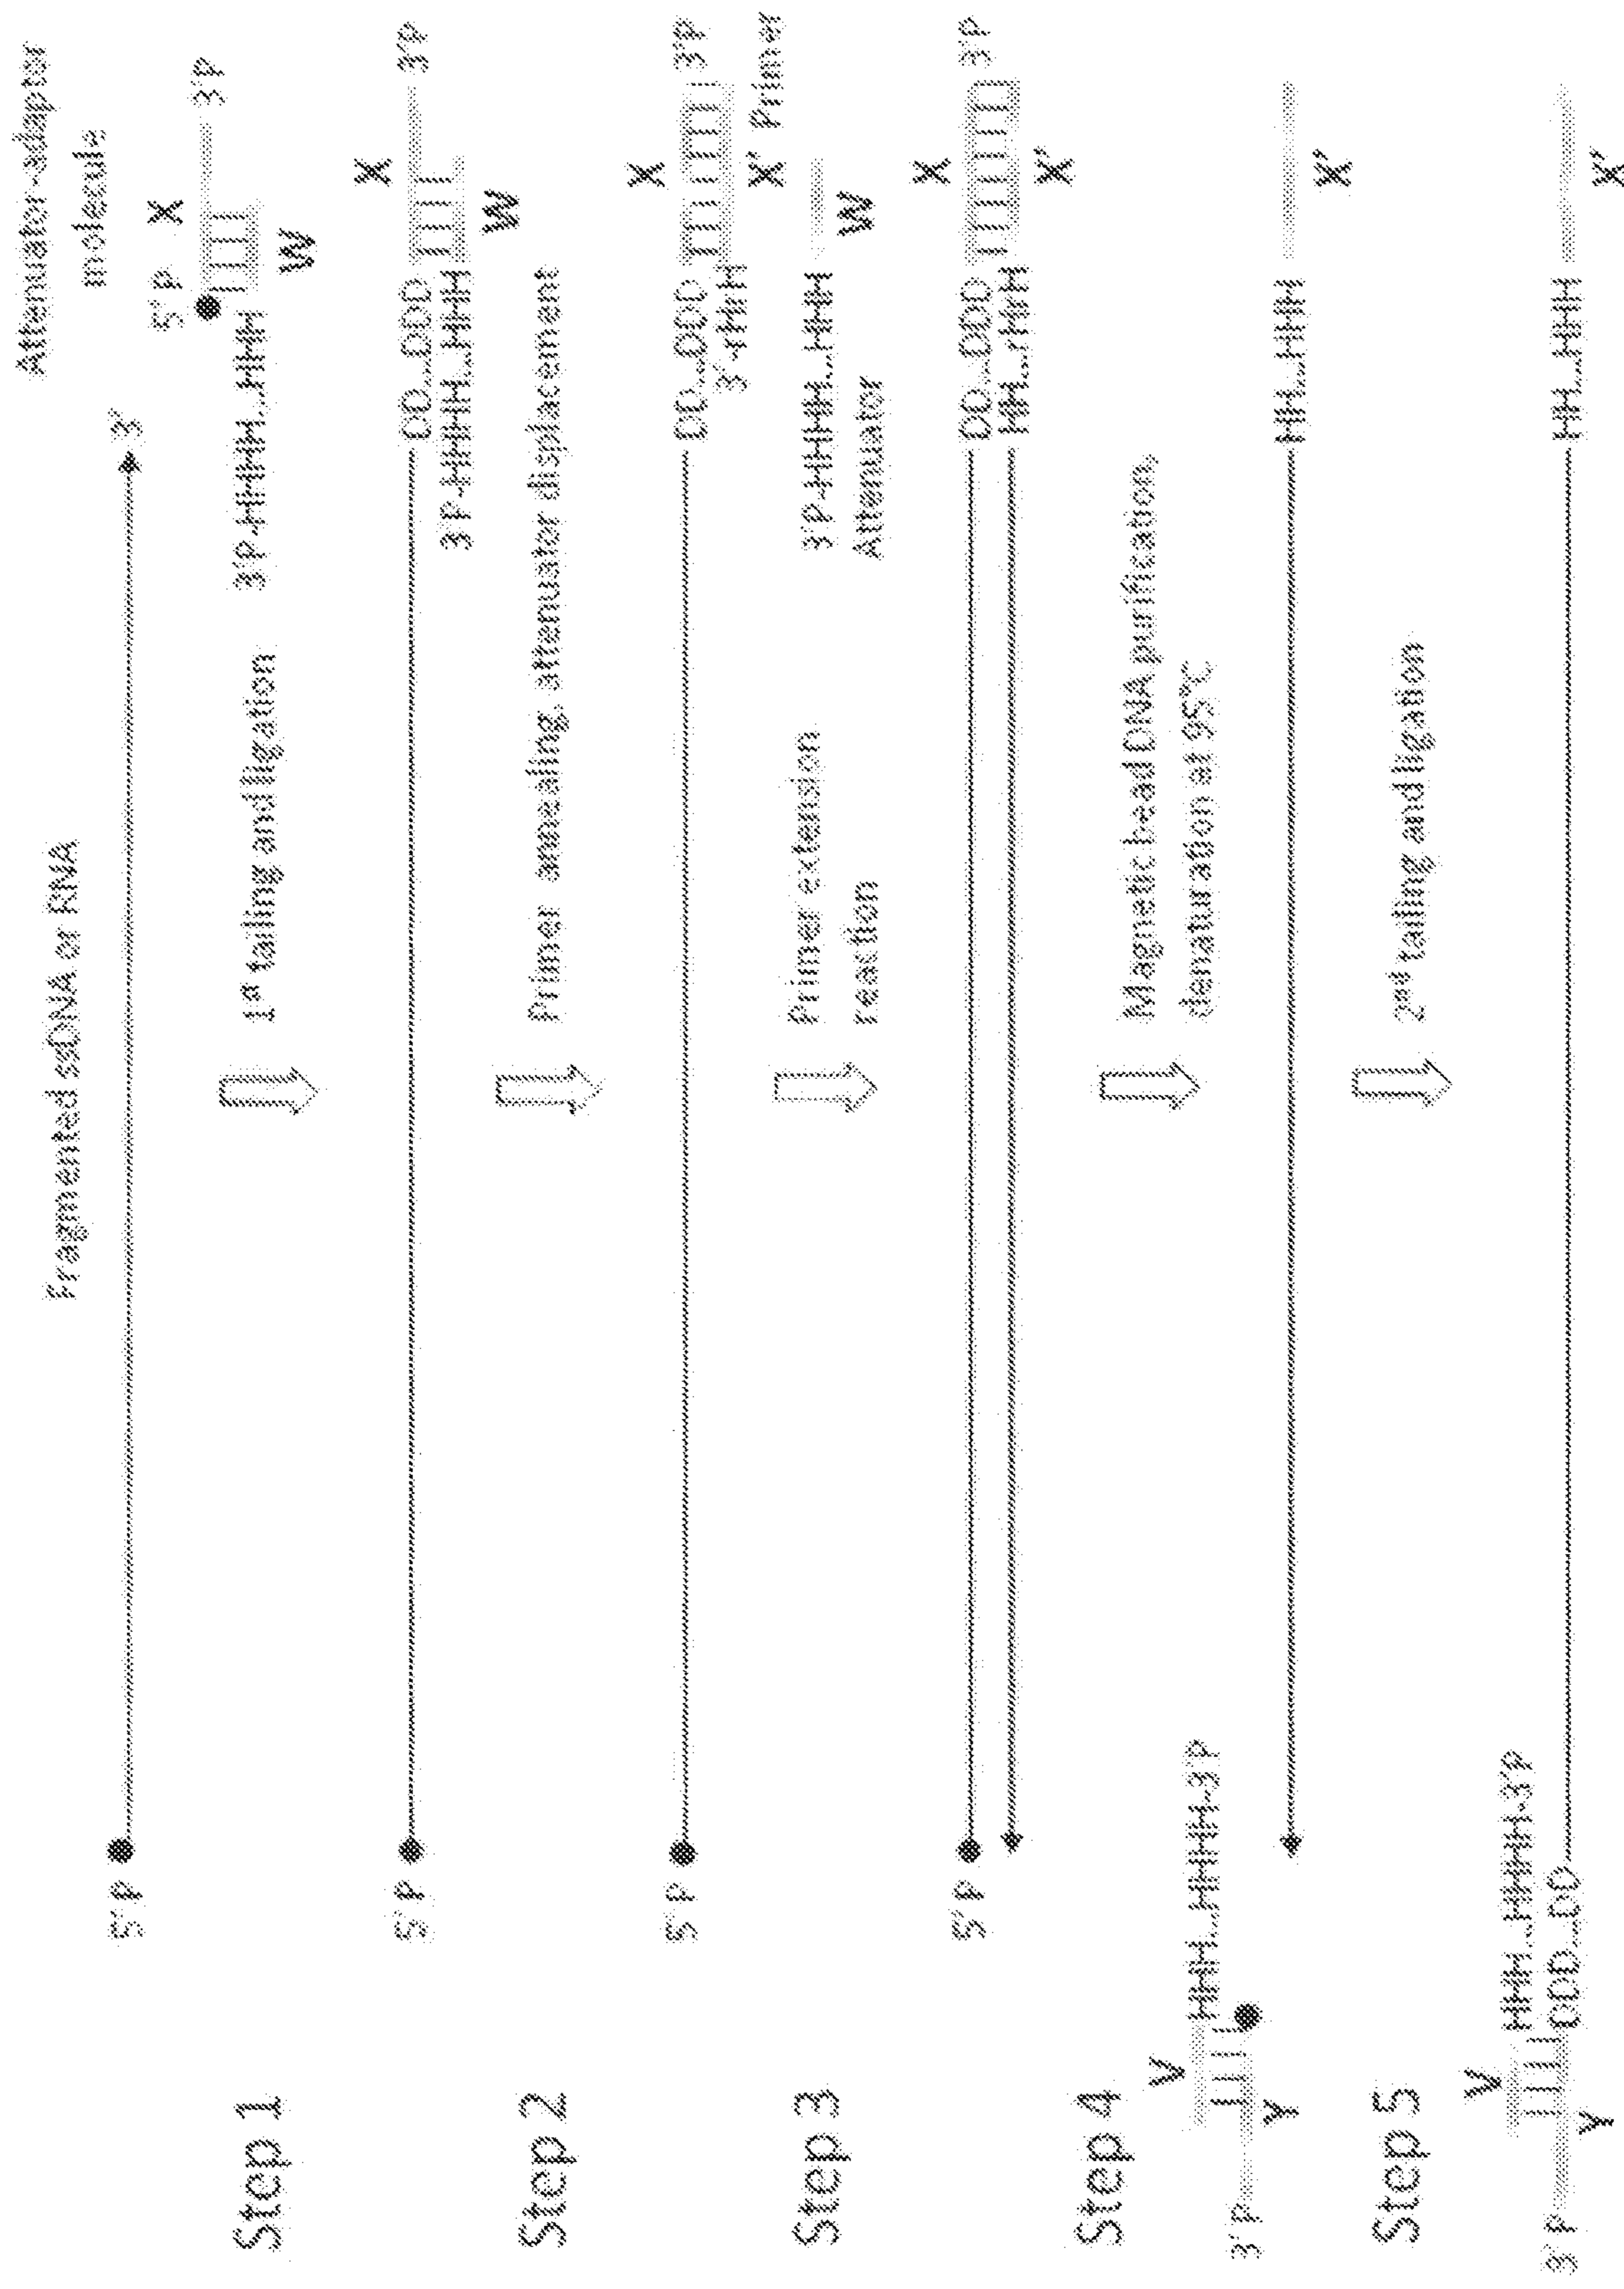 Fragmented ssDNA or RNA
Attenuator-adaptor
molecule
5' P
3'
5' P X
3'P
3'P-HHHH...HHH
W
Step 1
1st tailing and ligation
X
5' P
DD...DDD
3'P
3'P-HHHH...HHH
W
Step 2
Primer annealing, attenuator displacement
X
5' P
DD...DDD
3'P
3'-rHrH
X' Primer
Step 3
Primer extension
reaction
3'P-HHHH...HHH
W
Attenuator
X
5' P
DD...DDD
3'P
HH...rHrH
X'
Step 4
Magnetic bead DNA purification,
denaturation at 95°C
V
HHH...HHHH-3'P
3' P
Y
HH...HHH
X'
Step 5
2nd tailing and ligation
V
HHH...HHHH-3'P
3' P
DDD...DD
HH...HHH
Y
X'